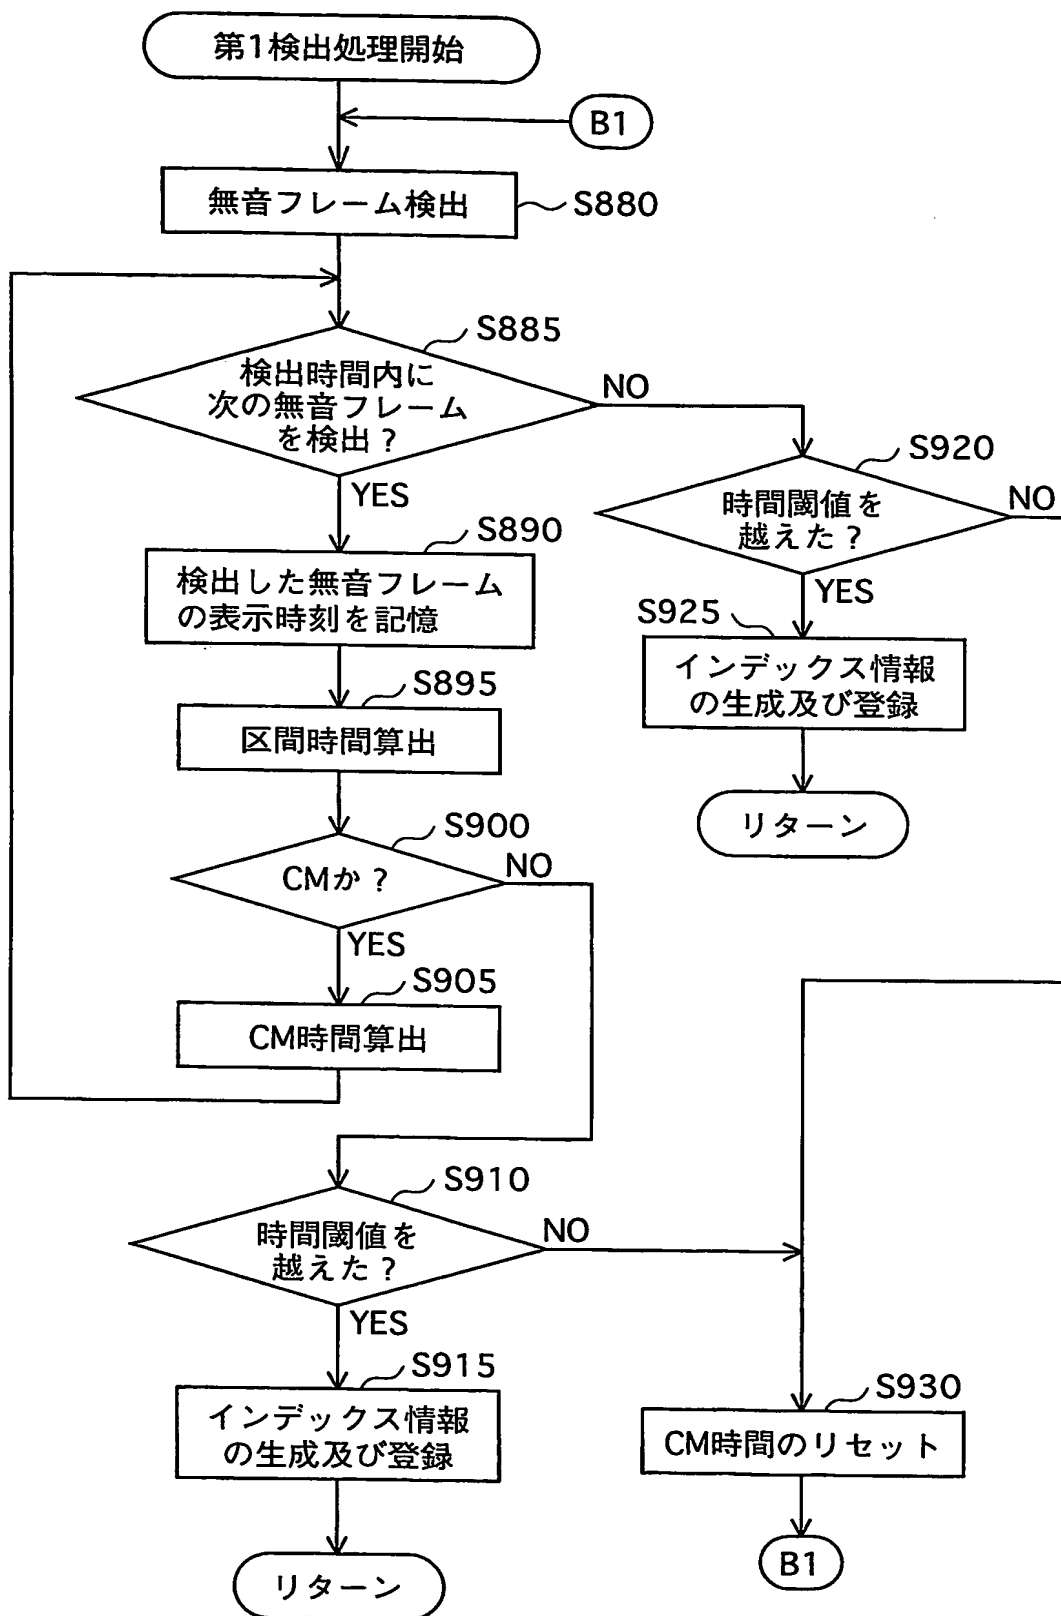 第1検出処理開始
B1
無音フレーム検出
S880
S885
検出時間内に
次の無音フレーム
を検出？
NO
YES
S920
時間閾値を
越えた？
NO
YES
S890
検出した無音フレーム
の表示時刻を記憶
S925
インデックス情報
の生成及び登録
リターン
S895
区間時間算出
S900
CMか？
NO
YES
S905
CM時間算出
S910
時間閾値を
越えた？
NO
YES
S915
インデックス情報
の生成及び登録
リターン
S930
CM時間のリセット
B1